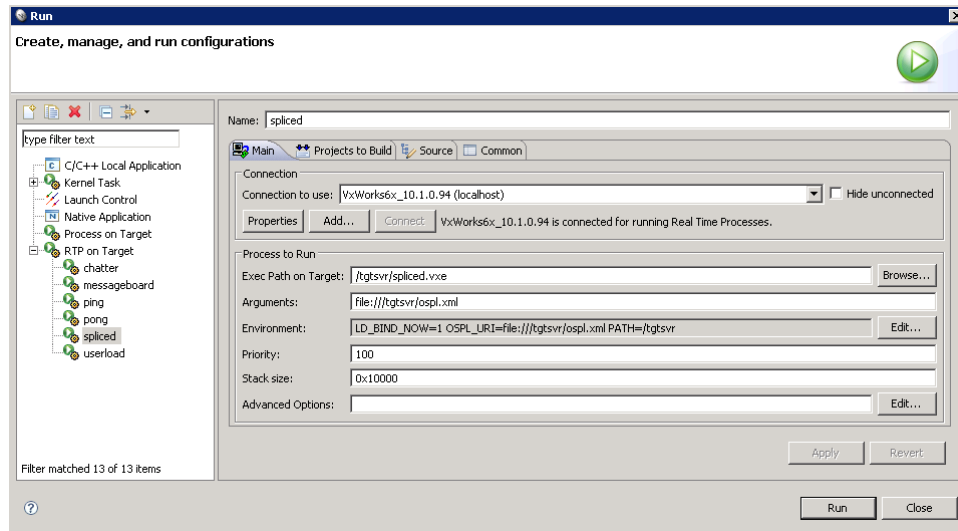 Run
Create, manage, and run configurations
type filter text
C/C++ Local Application
Kernel Task
Launch Control
Native Application
Process on Target
RTP on Target
chatter
messageboard
ping
pong
spliced
userload
Filter matched 13 of 13 items
Name: spliced
Main Projects to Build Source Common
Connection
Connection to use: VxWorks6x_10.1.0.94 (localhost) Hide unconnected
Properties Add... Connect VxWorks6x_10.1.0.94 is connected for running Real Time Processes.
Process to Run
Exec Path on Target: /tgtsvr/spliced.vxe Browse...
Arguments: file:///tgtsvr/ospl.xml
Environment: LD_BIND_NOW=1 OSPL_URI=file:///tgtsvr/ospl.xml PATH=/tgtsvr Edit...
Priority: 100
Stack size: 0x10000
Advanced Options: Edit...
Apply Revert
Run Close